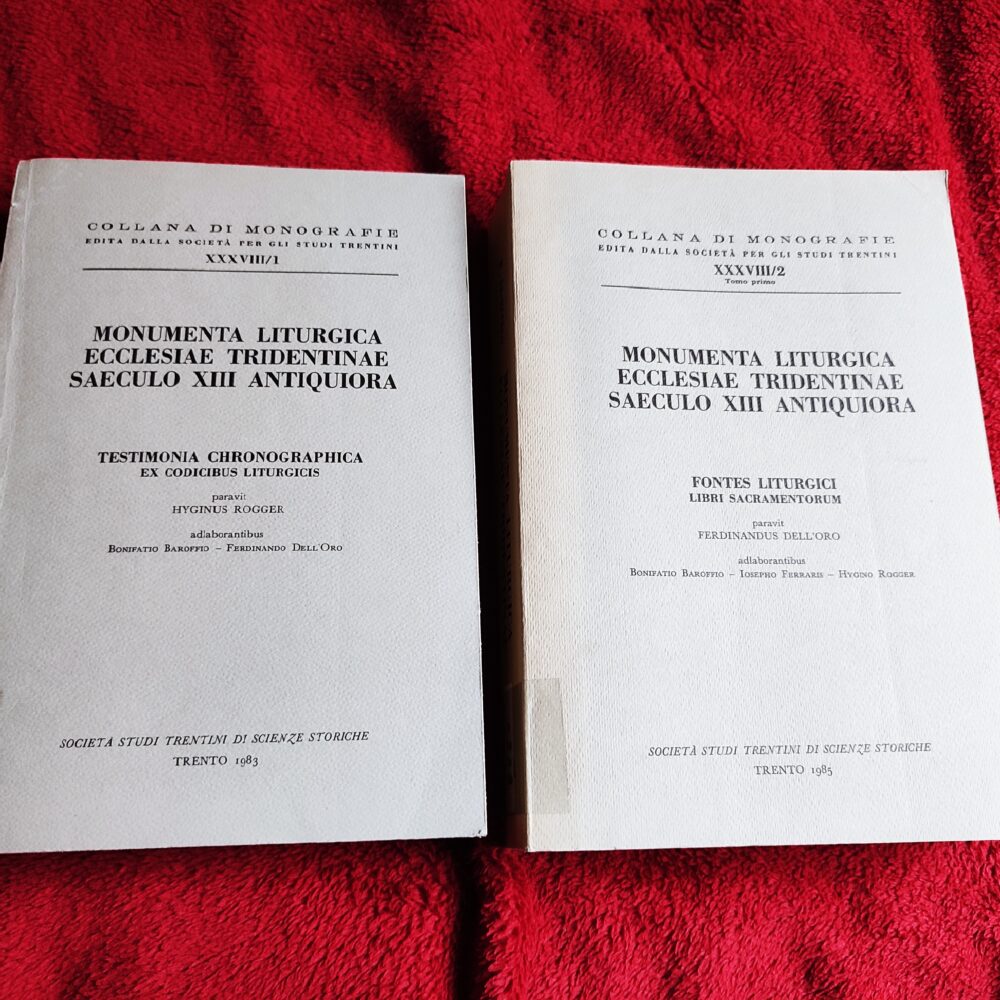 COLLANA DI MONOGRAFIE
EDITA DALLA SOCIETÀ PER GLI STUDI TRENTINI
XXXVIII/1
MONUMENTA LITURGICA
ECCLESIAE TRIDENTINAE
SAECULO XIII ANTIQUIORA
TESTIMONIA CHRONOGRAPHICA
EX CODICIBUS LITURGICIS
paravit
HYGINUS ROGGER
adlaborantibus
BONIFATIO BAROFFIO – FERDINANDO DELL'ORO
SOCIETÀ STUDI TRENTINI DI SCIENZE STORICHE
TRENTO 1983
COLLANA DI MONOGRAFIE
EDITA DALLA SOCIETÀ PER GLI STUDI TRENTINI
XXXVIII/2
Tomo primo
MONUMENTA LITURGICA
ECCLESIAE TRIDENTINAE
SAECULO XIII ANTIQUIORA
FONTES LITURGICI
LIBRI SACRAMENTORUM
paravit
FERDINANDUS DELL'ORO
adlaborantibus
BONIFATIO BAROFFIO – IOSEPHO FERRARIS – HYGINO ROGGER
SOCIETÀ STUDI TRENTINI DI SCIENZE STORICHE
TRENTO 1985